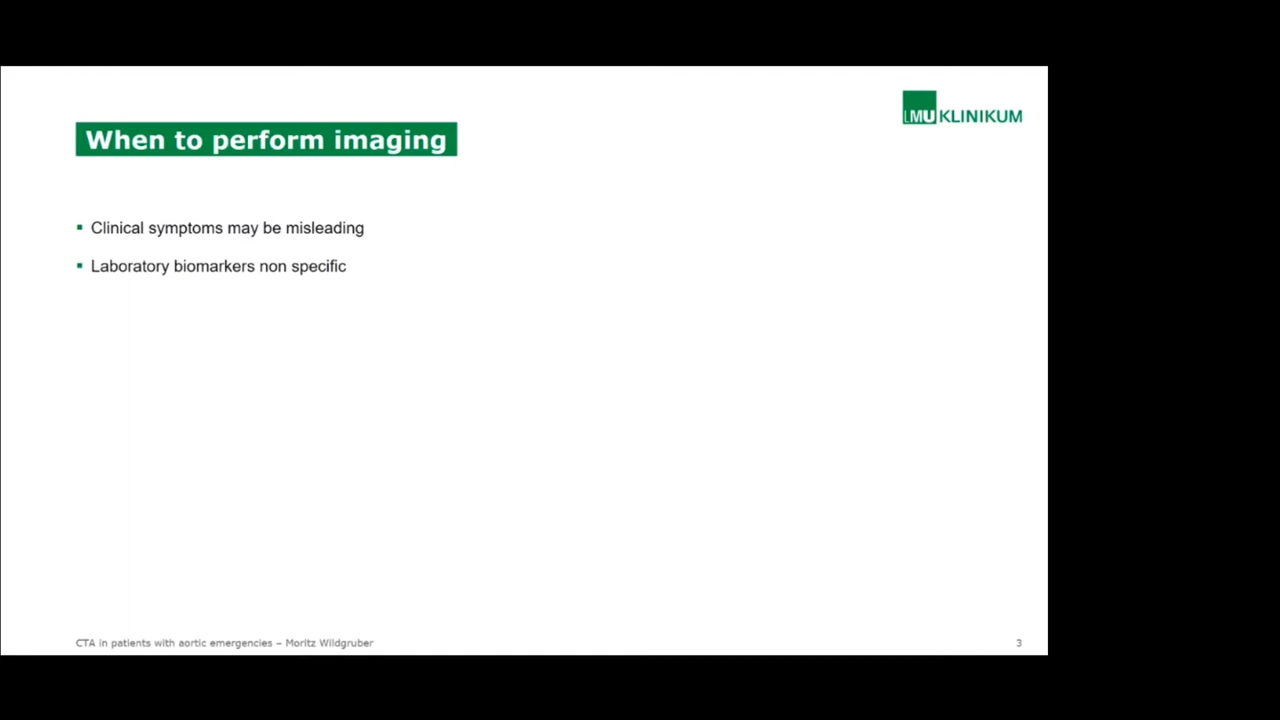 LMU KLINIKUM
When to perform imaging
▪ Clinical symptoms may be misleading
▪ Laboratory biomarkers non specific
CTA in patients with aortic emergencies – Moritz Wildgruber
3